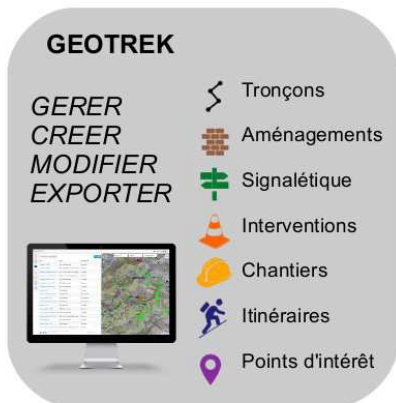 GEOTREK
GERER
CREER
MODIFIER
EXPORTER
Tronçons
Aménagements
Signalétique
Interventions
Chantiers
Itinéraires
Points d'intérêt